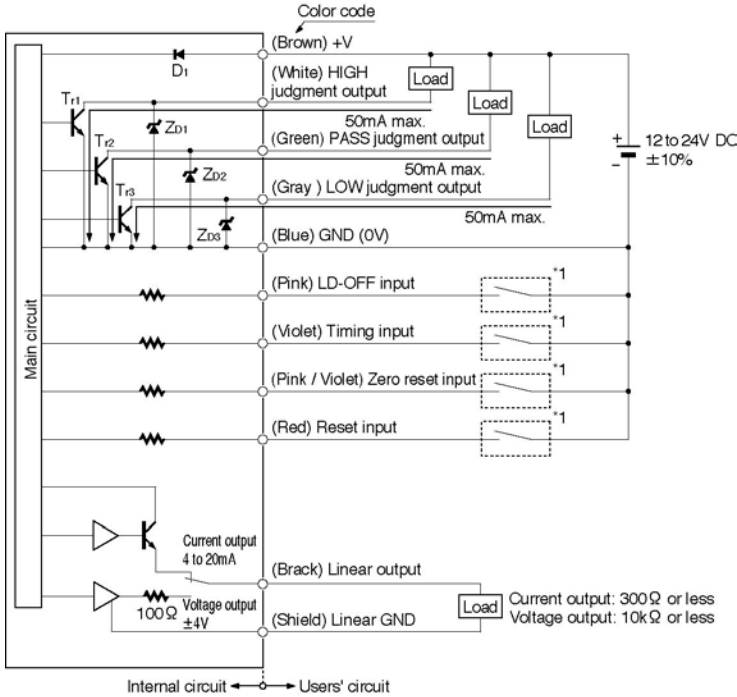 Color code
(Brown) +V
D1
(White) HIGH
judgment output
Load
Tr1
Load
50mA max.
ZD1
Load
Tr2
(Green) PASS judgment output
12 to 24V DC
±10%
+
-
50mA max.
ZD2
Tr3
(Gray ) LOW judgment output
50mA max.
ZD3
(Blue) GND (0V)
(Pink) LD-OFF input
*1
(Violet) Timing input
*1
Main circuit
(Pink / Violet) Zero reset input
*1
(Red) Reset input
*1
Current output
4 to 20mA
(Brack) Linear output
100Ω
Voltage output
±4V
(Shield) Linear GND
Load
Current output: 300Ω or less
Voltage output: 10kΩ or less
Internal circuit
Users' circuit